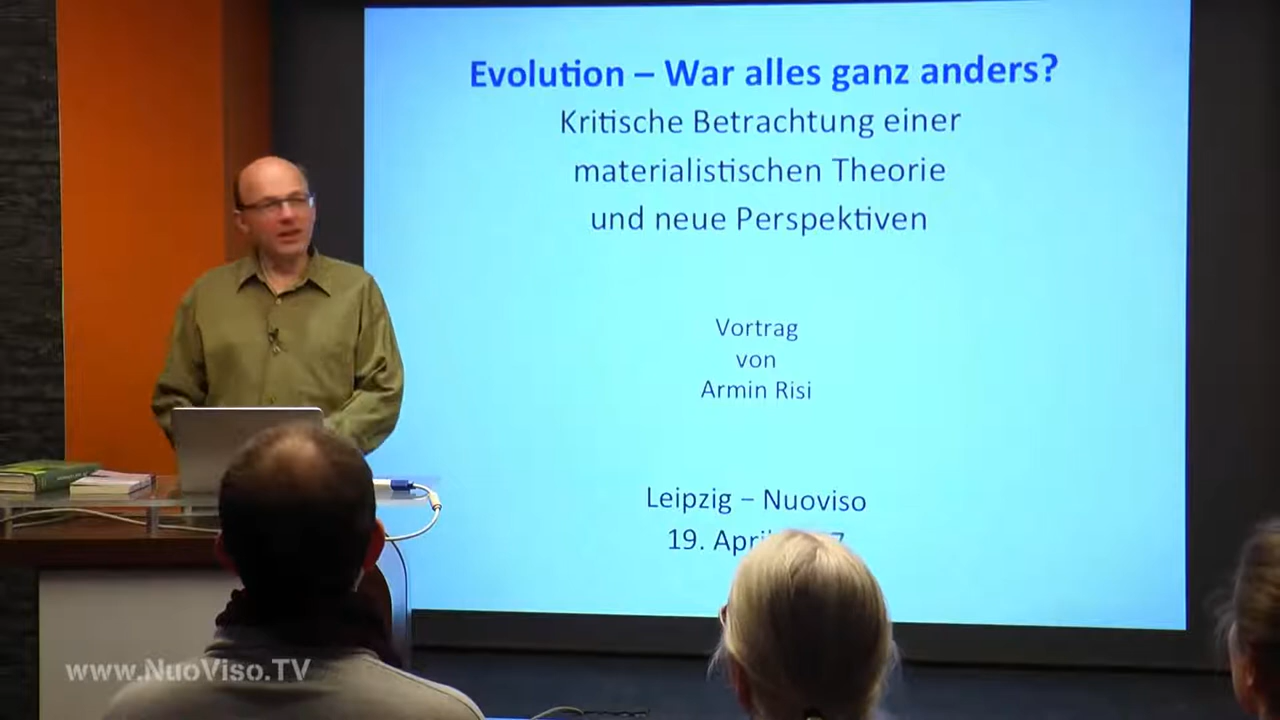 Evolution – War alles ganz anders?
Kritische Betrachtung einer
materialistischen Theorie
und neue Perspektiven
Vortrag
von
Armin Risi
Leipzig – Nuoviso
19.
www.NuoViso.TV